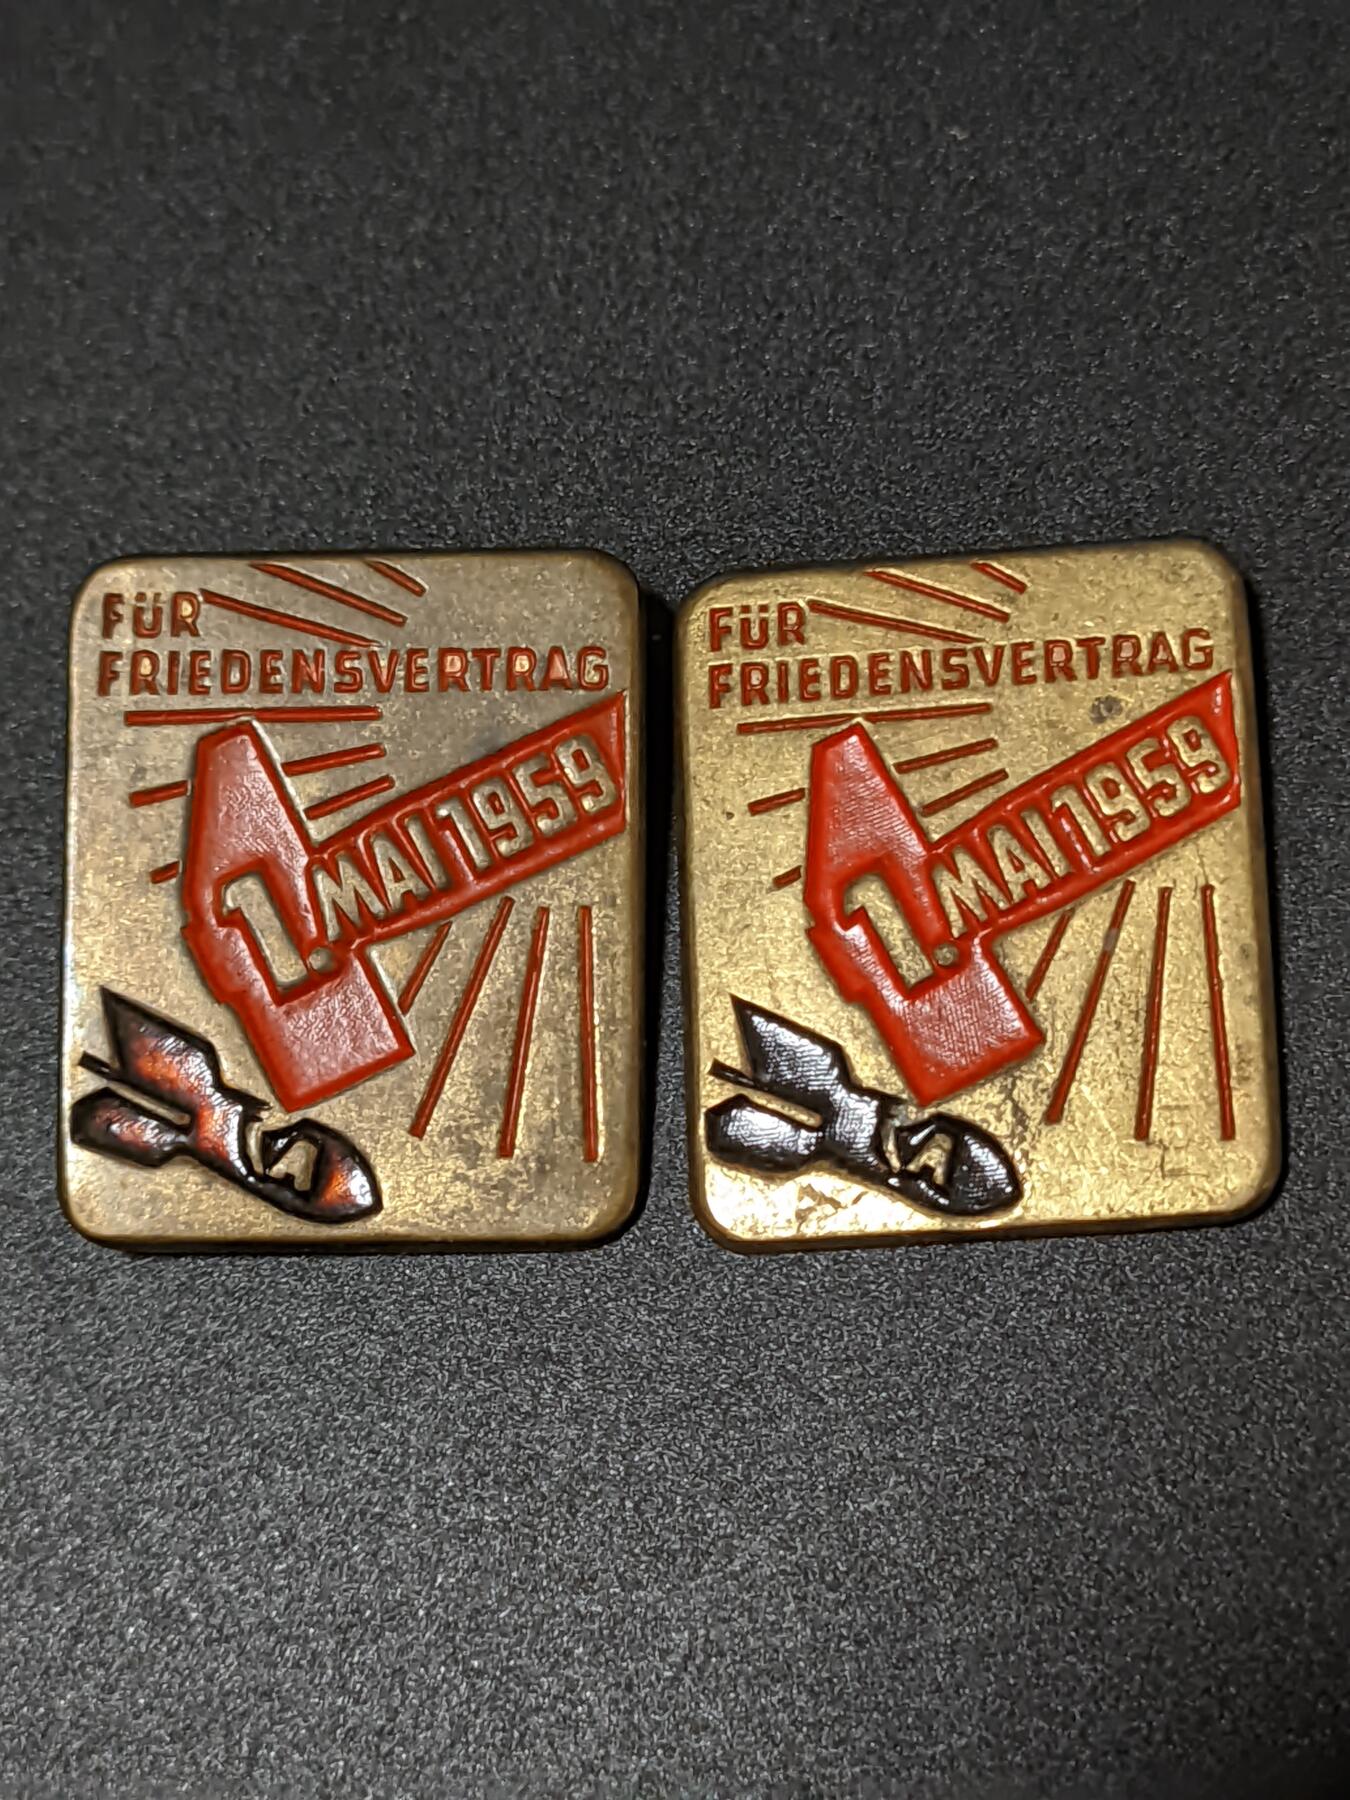 FÜR
FRIEDENSVERTRAG
1. MAI 1959
A
FÜR
FRIEDENSVERTRAG
1. MAI 1959
A